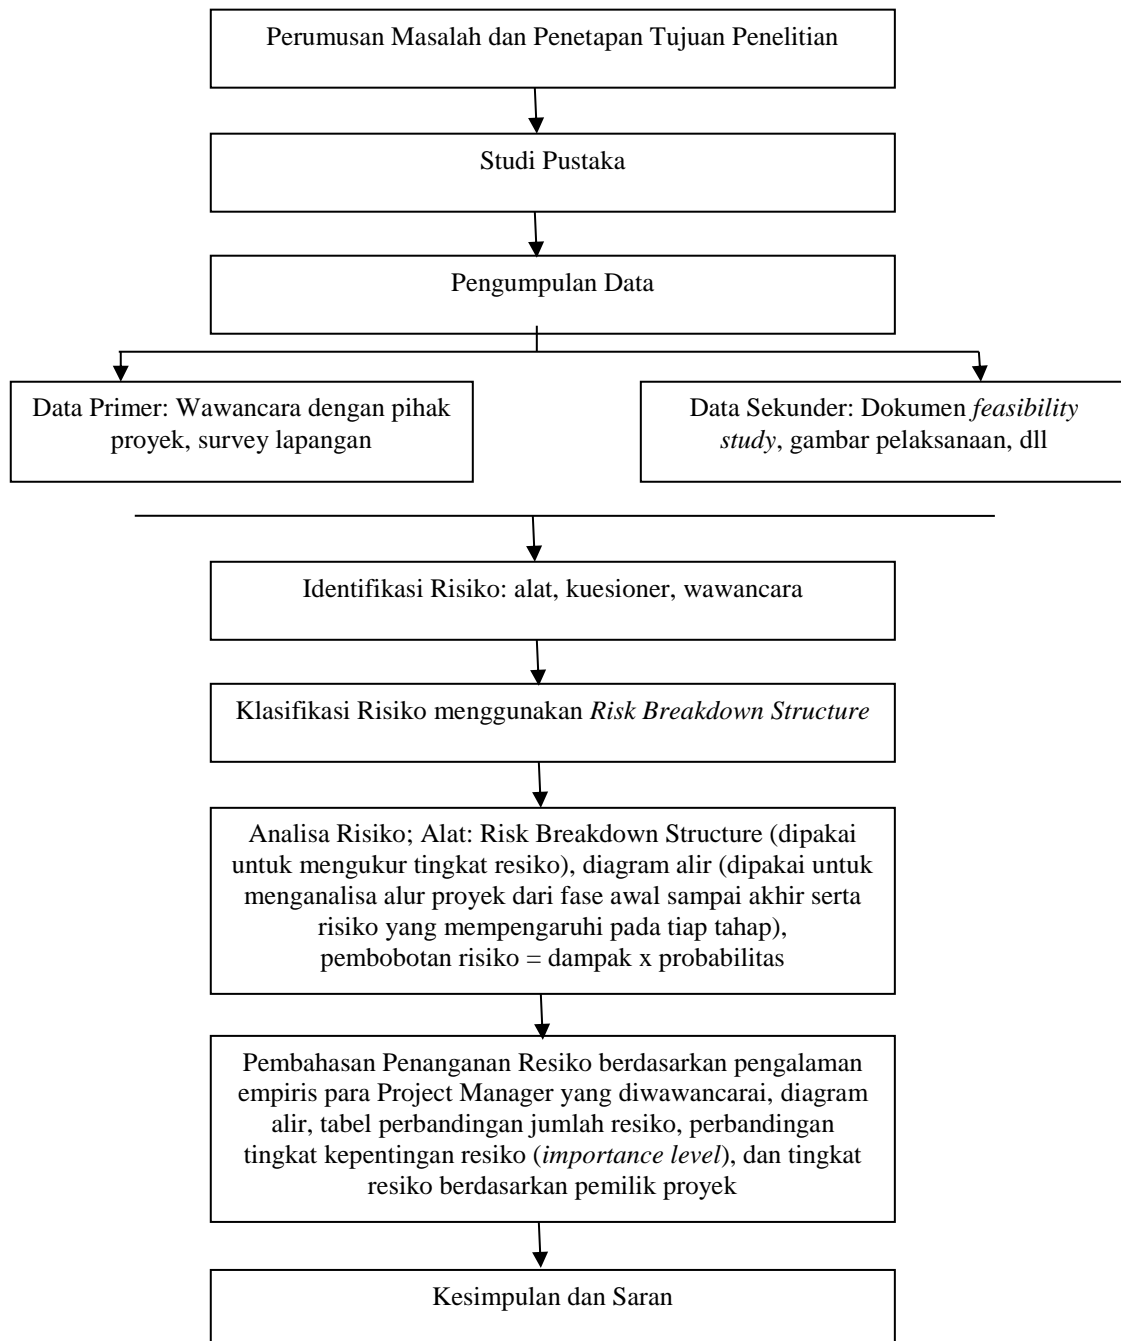 Perumusan Masalah dan Penetapan Tujuan Penelitian
Studi Pustaka
Pengumpulan Data
Data Primer: Wawancara dengan pihak
proyek, survey lapangan
Data Sekunder: Dokumen feasibility
study, gambar pelaksanaan, dll
Identifikasi Risiko: alat, kuesioner, wawancara
Klasifikasi Risiko menggunakan Risk Breakdown Structure
Analisa Risiko; Alat: Risk Breakdown Structure (dipakai
untuk mengukur tingkat resiko), diagram alir (dipakai untuk
menganalisa alur proyek dari fase awal sampai akhir serta
risiko yang mempengaruhi pada tiap tahap),
pembobotan risiko = dampak x probabilitas
Pembahasan Penanganan Resiko berdasarkan pengalaman
empiris para Project Manager yang diwawancarai, diagram
alir, tabel perbandingan jumlah resiko, perbandingan
tingkat kepentingan resiko (importance level), dan tingkat
resiko berdasarkan pemilik proyek
Kesimpulan dan Saran